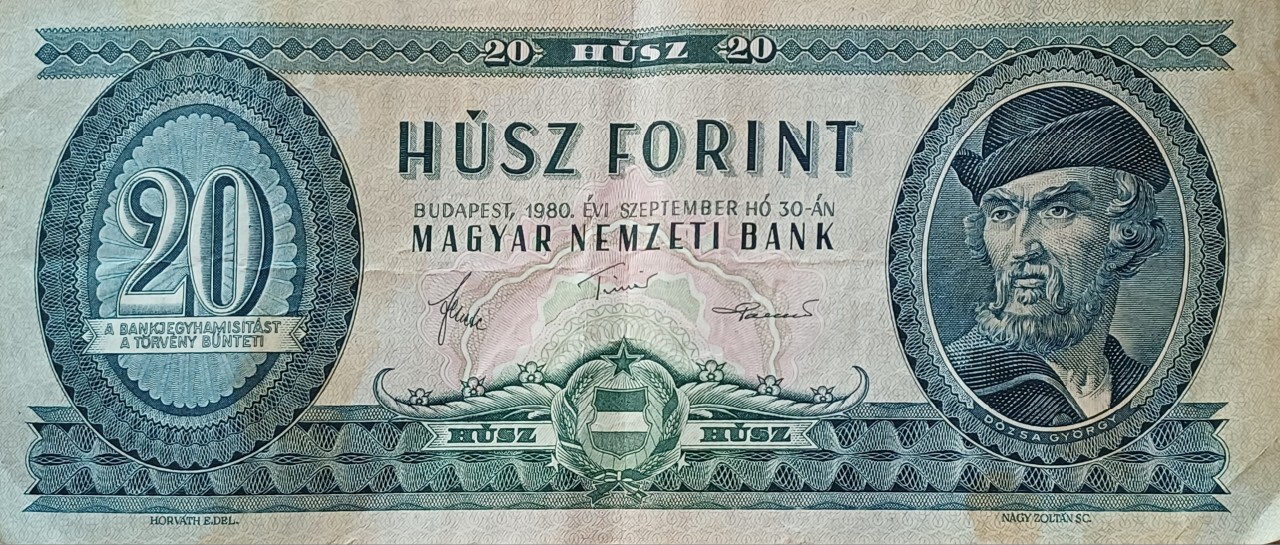 20 HÚSZ 20
HÚSZ FORINT
BUDAPEST, 1980. ÉVI SZEPTEMBER HÓ 30-ÁN
MAGYAR NEMZETI BANK
20
A BANKJEGYHAMISITÁST
A TÖRVÉNY BÜNTETI
HÚSZ HÚSZ
DÓZSA GYÖRGY
HORVÁTH E.DEL.
NAGY ZOLTÁN SC.